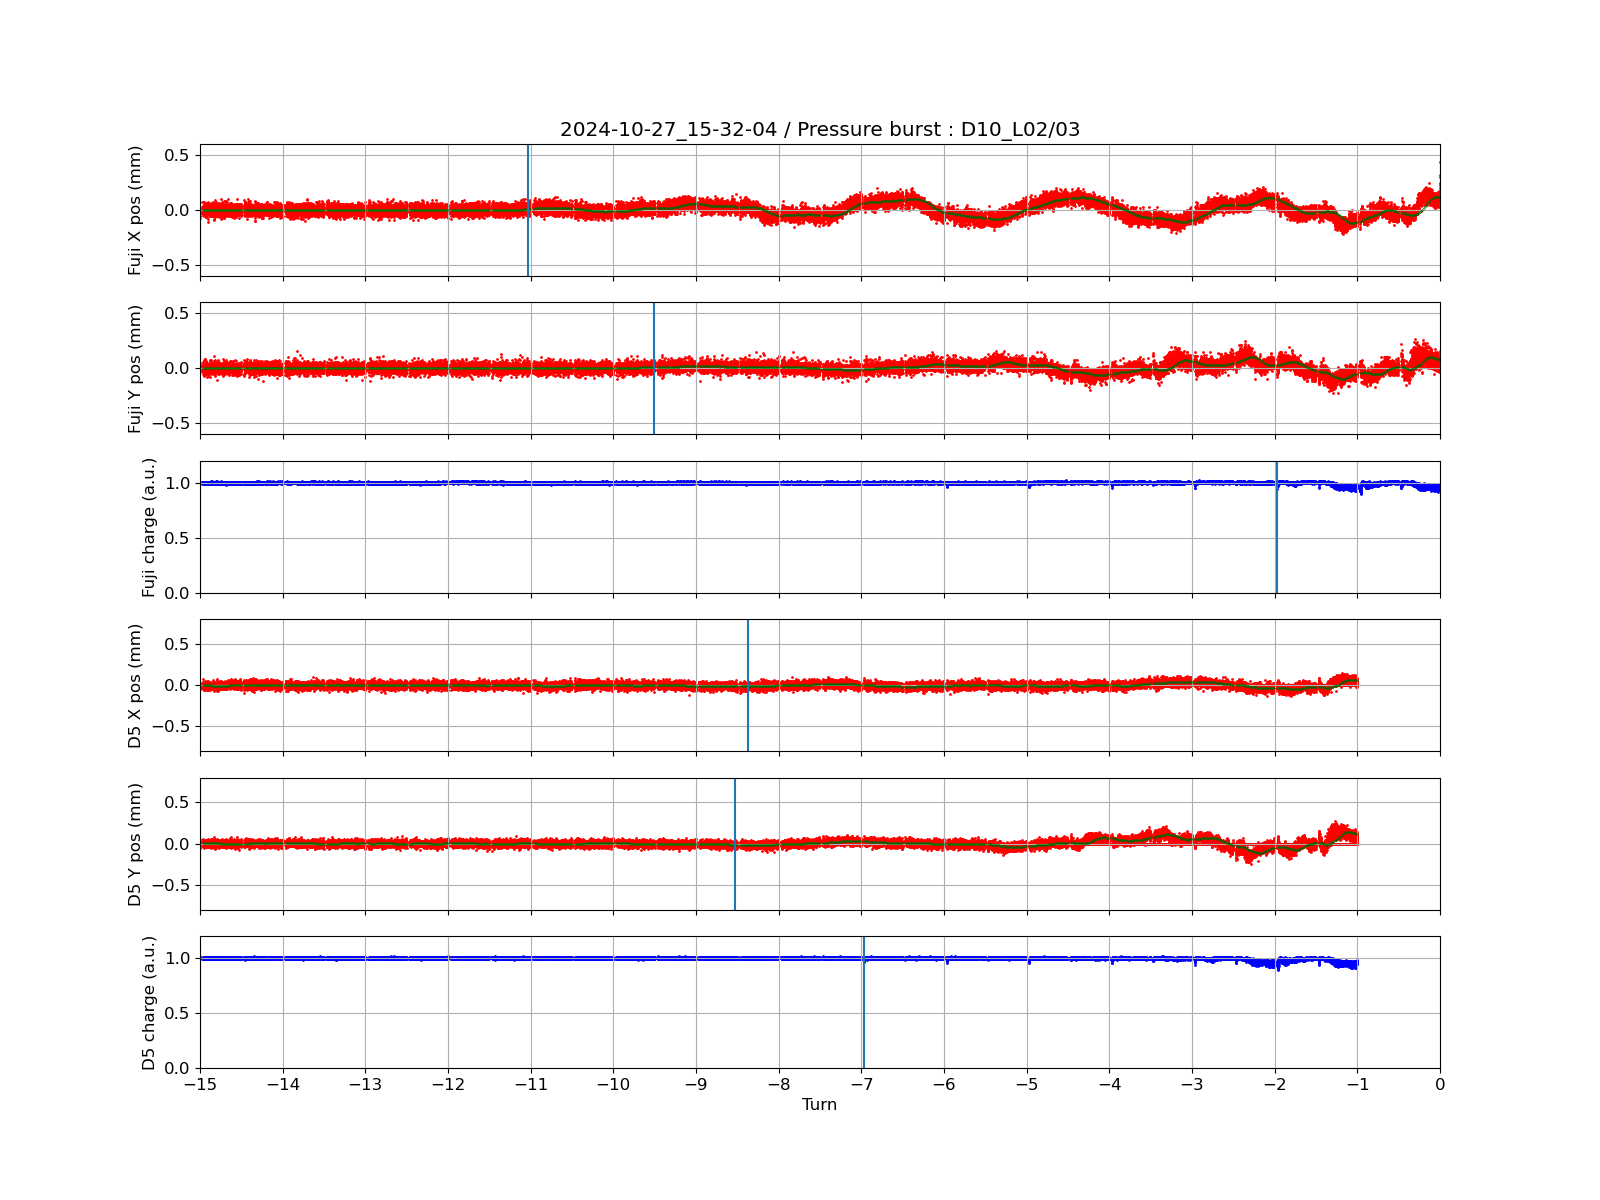 2024-10-27_15-32-04 / Pressure burst : D10_L02/03
Fuji X pos (mm)
0.5
0.0
−0.5
Fuji Y pos (mm)
0.5
0.0
−0.5
Fuji charge (a.u.)
1.0
0.5
0.0
D5 X pos (mm)
0.5
0.0
−0.5
D5 Y pos (mm)
0.5
0.0
−0.5
D5 charge (a.u.)
1.0
0.5
0.0
−15 −14 −13 −12 −11 −10 −9 −8 −7 −6 −5 −4 −3 −2 −1 0
Turn